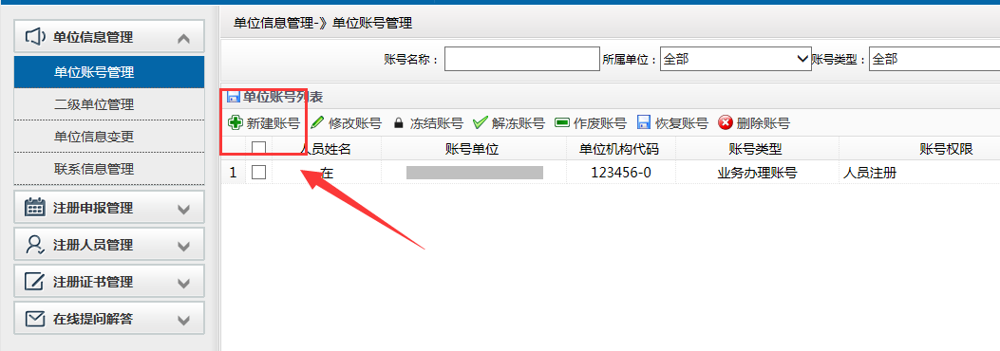 单位信息管理
单位账号管理
二级单位管理
单位信息变更
联系信息管理
注册申报管理
注册人员管理
注册证书管理
在线提问解答
单位信息管理-》单位账号管理
账号名称： 所属单位： 全部 账号类型： 全部
单位账号列表
新建账号 修改账号 冻结账号 解冻账号 作废账号 恢复账号 删除账号
人员姓名 账号单位 单位机构代码 账号类型 账号权限
1 在 123456-0 业务办理账号 人员注册